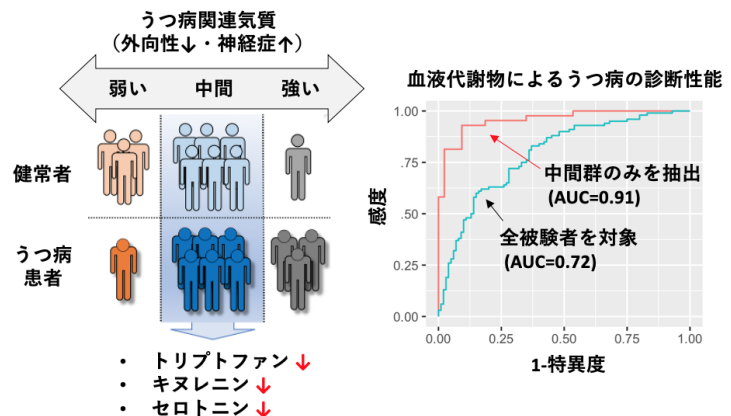 うつ病関連気質
（外向性↓・神経症↑）
弱い 中間 強い
健常者
うつ病
患者
• トリプトファン ↓
• キヌレニン ↓
• セロトニン ↓
血液代謝物によるうつ病の診断性能
1.00
0.75
0.50
0.25
0.00
感度
中間群のみを抽出
(AUC=0.91)
全被験者を対象
(AUC=0.72)
0.00 0.25 0.50 0.75 1.00
1-特異度